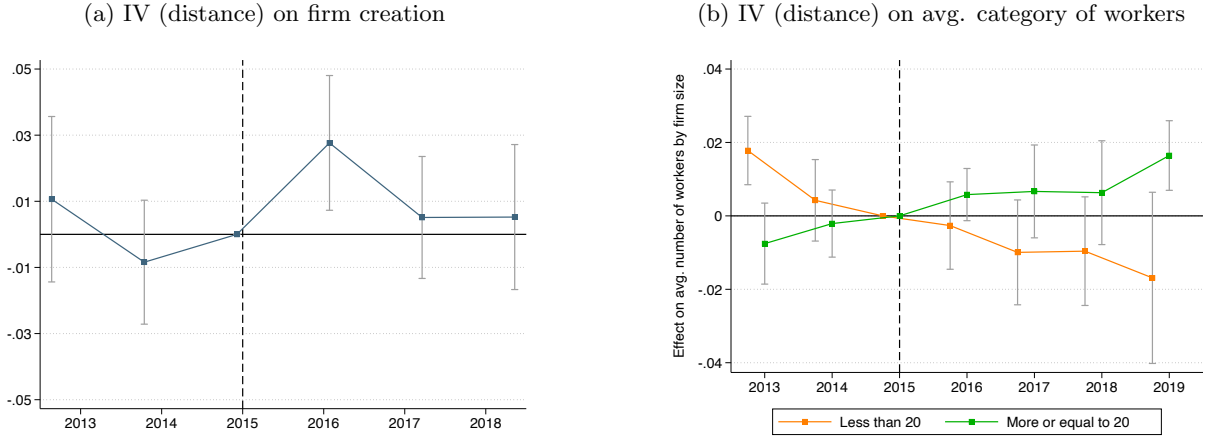 (a) IV (distance) on firm creation
.05
.03
.01
-.01
-.03
-.05
2013 2014 2015 2016 2017 2018
(b) IV (distance) on avg. category of workers
Effect on avg. number of workers by firm size
.04
.02
0
-.02
-.04
2013 2014 2015 2016 2017 2018 2019
Less than 20 More or equal to 20